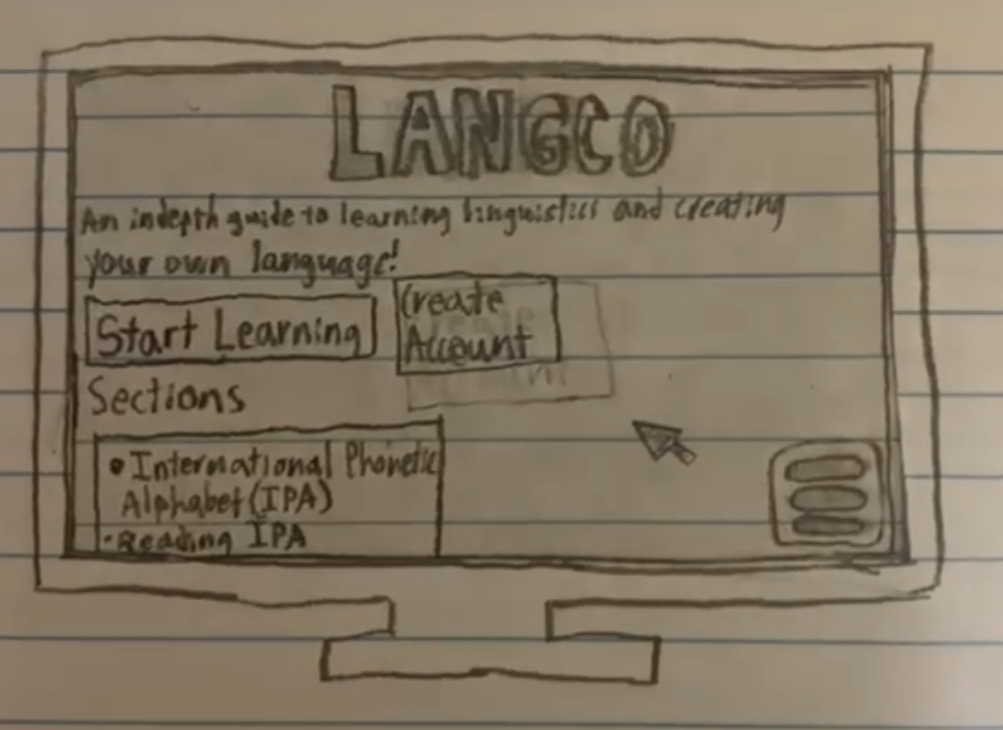 LANGCO
An indepth guide to learning linguistics and creating
your own language!
Start Learning
Create
Account
Sections
• International Phonetic
Alphabet (IPA)
• Reading IPA